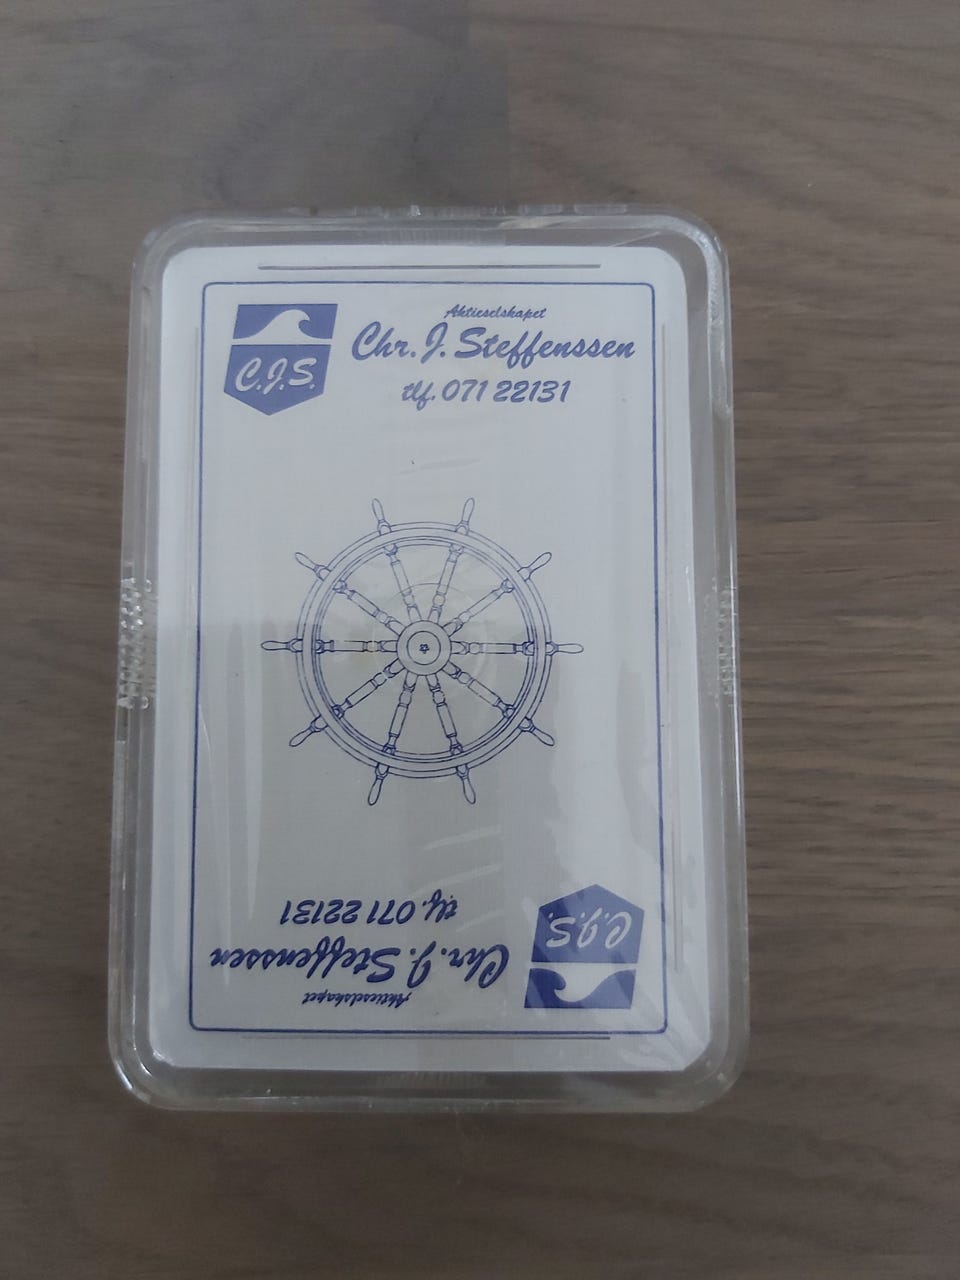 C.J.S.
Aktieselskapet
Chr. J. Steffenssen
tlf. 071 22131
tlf. 071 22131
Chr. J. Steffenssen
Aktieselskapet
C.J.S.